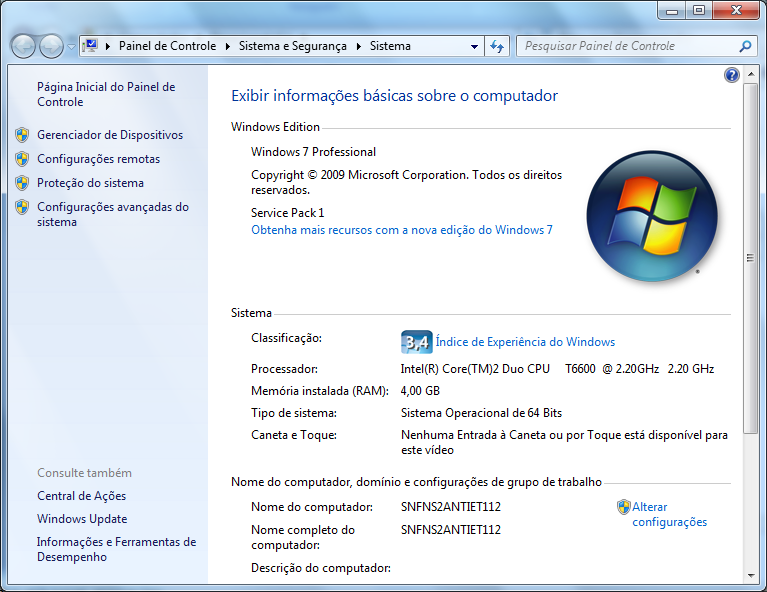 Painel de Controle
Sistema e Segurança
Sistema
Pesquisar Painel de Controle
Página Inicial do Painel de
Controle
Gerenciador de Dispositivos
Configurações remotas
Proteção do sistema
Configurações avançadas do
sistema
Consulte também
Central de Ações
Windows Update
Informações e Ferramentas de
Desempenho
Exibir informações básicas sobre o computador
Windows Edition
Windows 7 Professional
Copyright © 2009 Microsoft Corporation. Todos os direitos
reservados.
Service Pack 1
Obtenha mais recursos com a nova edição do Windows 7
Sistema
Classificação: 3,4 Índice de Experiência do Windows
Processador: Intel(R) Core(TM)2 Duo CPU T6600 @ 2.20GHz 2.20 GHz
Memória instalada (RAM): 4,00 GB
Tipo de sistema: Sistema Operacional de 64 Bits
Caneta e Toque: Nenhuma Entrada à Caneta ou por Toque está disponível para
este vídeo
Nome do computador, domínio e configurações de grupo de trabalho
Nome do computador: SNFNS2ANTIET112 Alterar
configurações
Nome completo do SNFNS2ANTIET112
computador:
Descrição do computador: